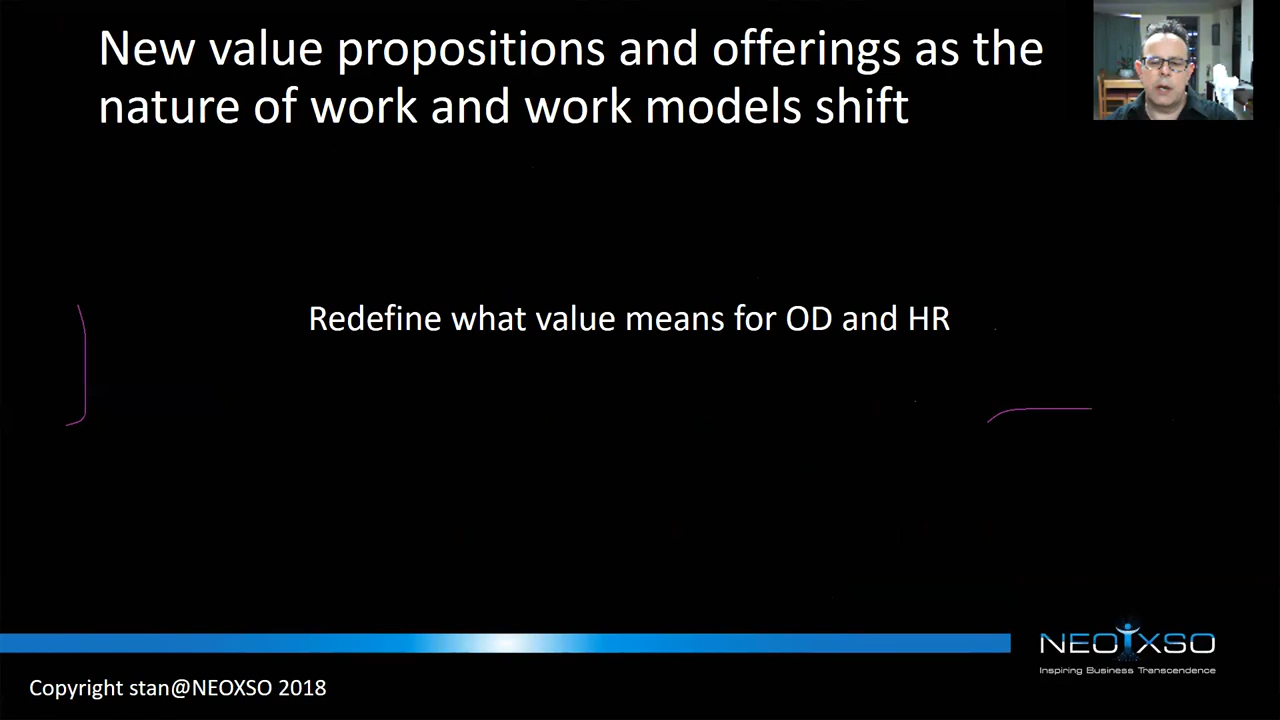 New value propositions and offerings as the
nature of work and work models shift
Redefine what value means for OD and HR
NEOXSO
Inspiring Business Transcendence
Copyright stan@NEOXSO 2018